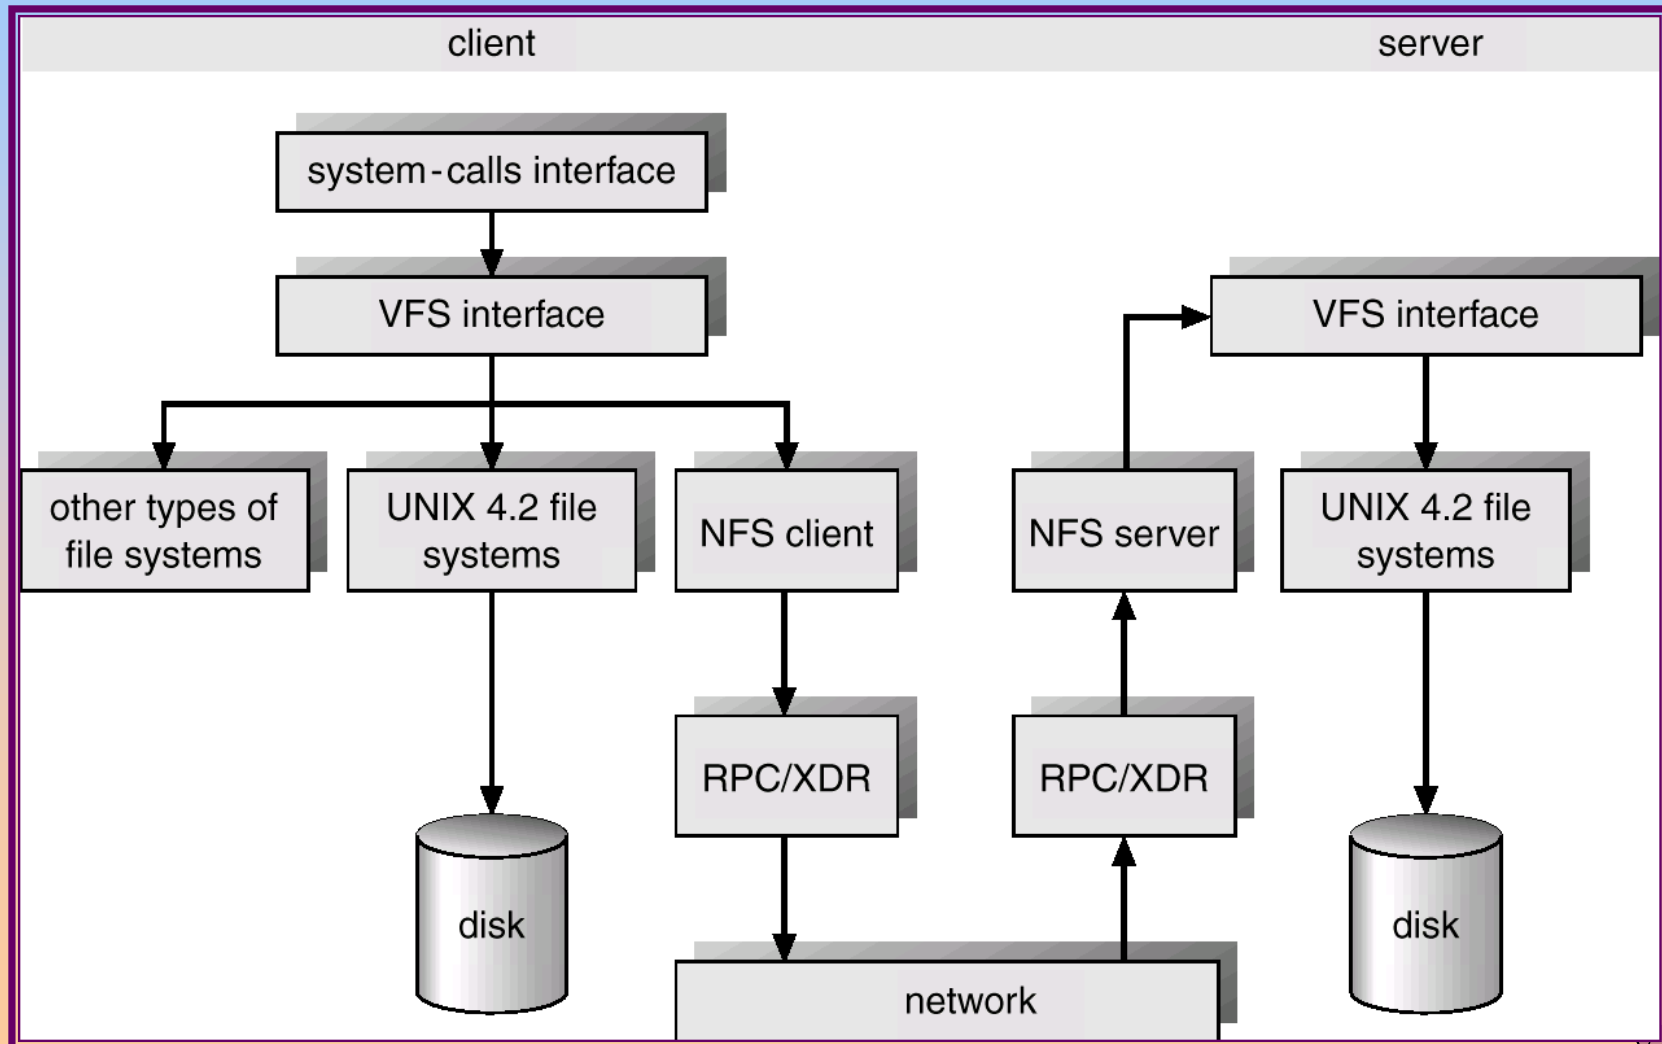 client
server
system-calls interface
VFS interface
VFS interface
other types of
file systems
UNIX 4.2 file
systems
NFS client
NFS server
UNIX 4.2 file
systems
RPC/XDR
RPC/XDR
disk
disk
network